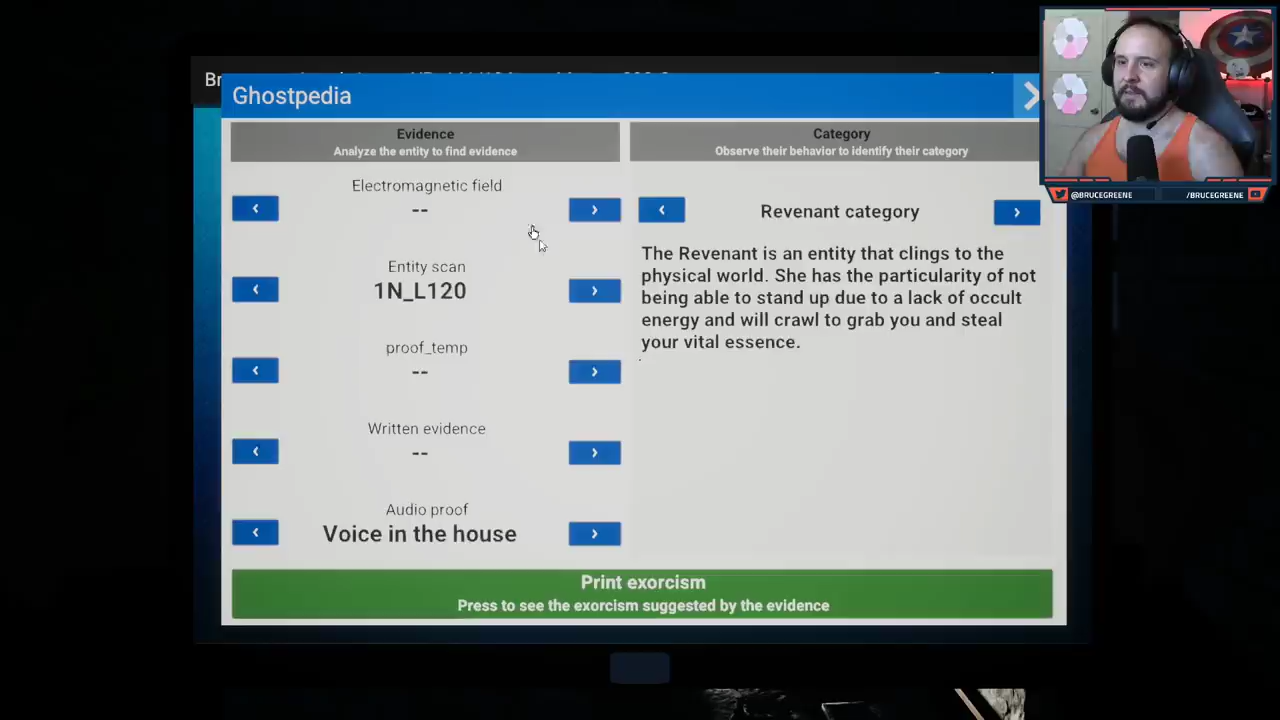 Ghostpedia
Evidence
Analyze the entity to find evidence
Category
Observe their behavior to identify their category
Electromagnetic field
--
Entity scan
1N_L120
proof_temp
--
Written evidence
--
Audio proof
Voice in the house
Revenant category
The Revenant is an entity that clings to the
physical world. She has the particularity of not
being able to stand up due to a lack of occult
energy and will crawl to grab you and steal
your vital essence.
.
Print exorcism
Press to see the exorcism suggested by the evidence
@BRUCEGREENE
/BRUCEGREENE